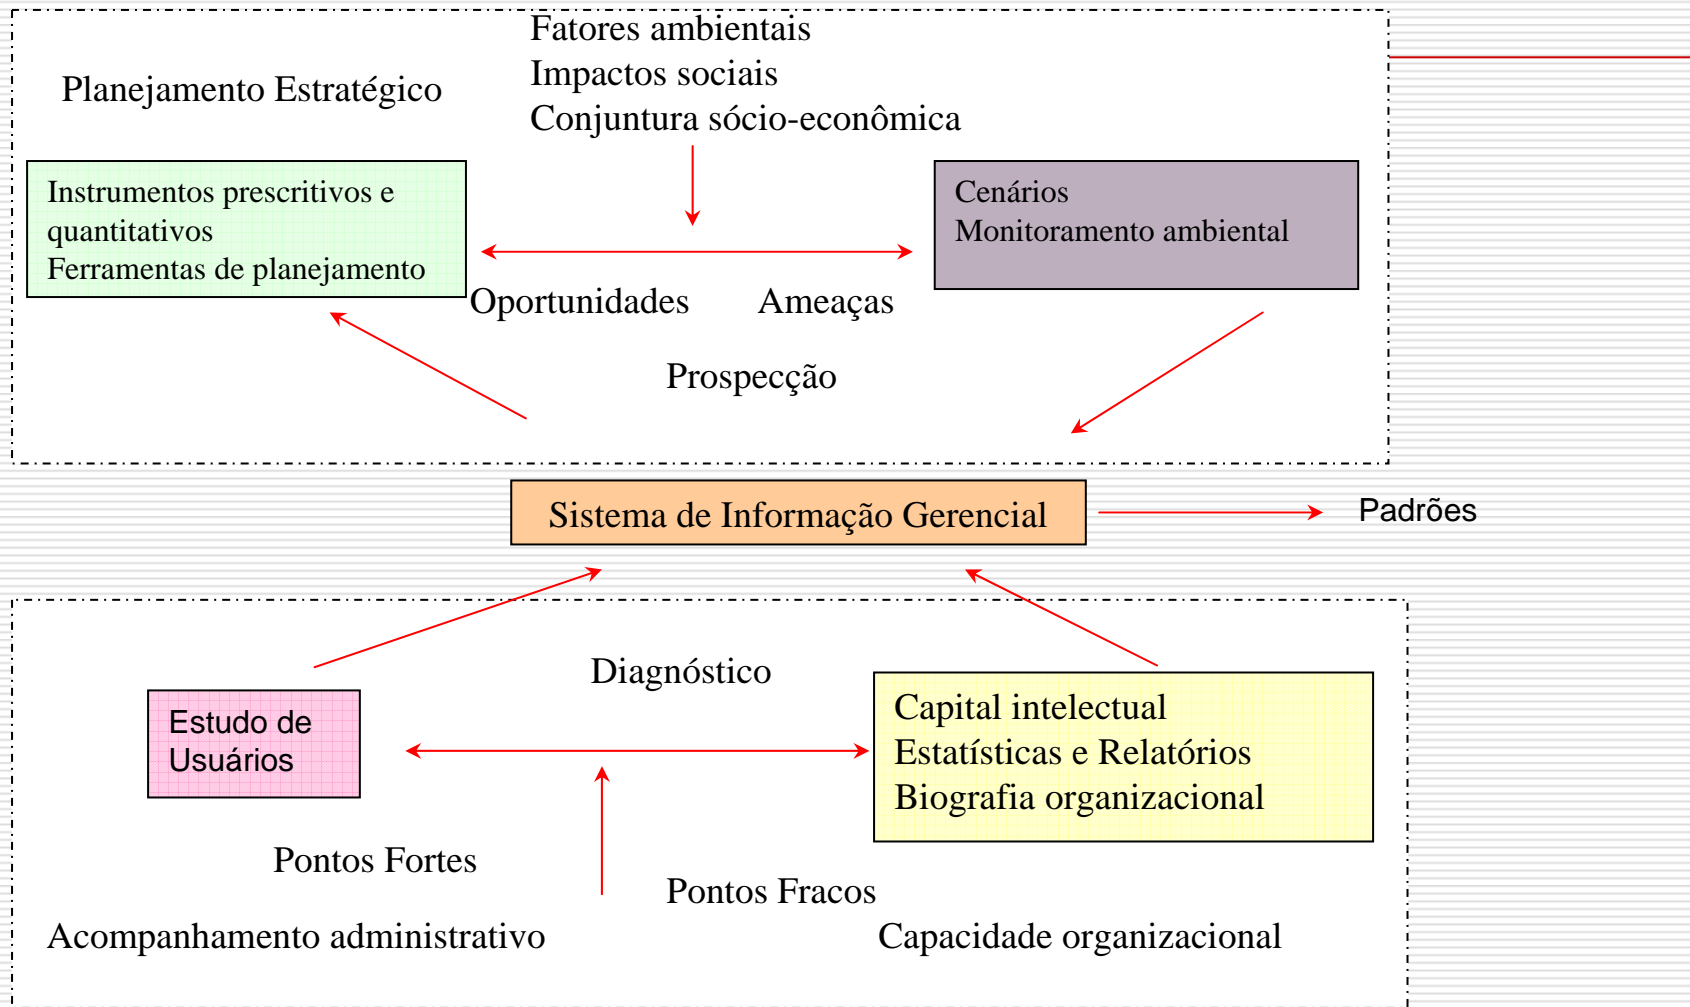 Fatores ambientais
Impactos sociais
Conjuntura sócio-econômica
Planejamento Estratégico
Instrumentos prescritivos e
quantitativos
Ferramentas de planejamento
Cenários
Monitoramento ambiental
Oportunidades
Ameaças
Prospecção
Sistema de Informação Gerencial
Padrões
Diagnóstico
Estudo de
Usuários
Capital intelectual
Estatísticas e Relatórios
Biografia organizacional
Pontos Fortes
Pontos Fracos
Acompanhamento administrativo
Capacidade organizacional